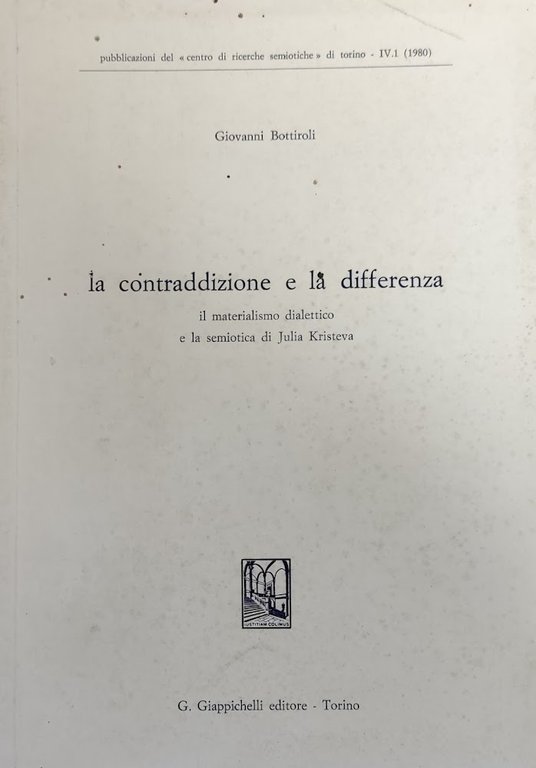 pubblicazioni del « centro di ricerche semiotiche » di torino - IV.1 (1980)
Giovanni Bottiroli
la contraddizione e la differenza
il materialismo dialettico
e la semiotica di Julia Kristeva
IUSTITIAM COLIMUS
G. Giappichelli editore - Torino